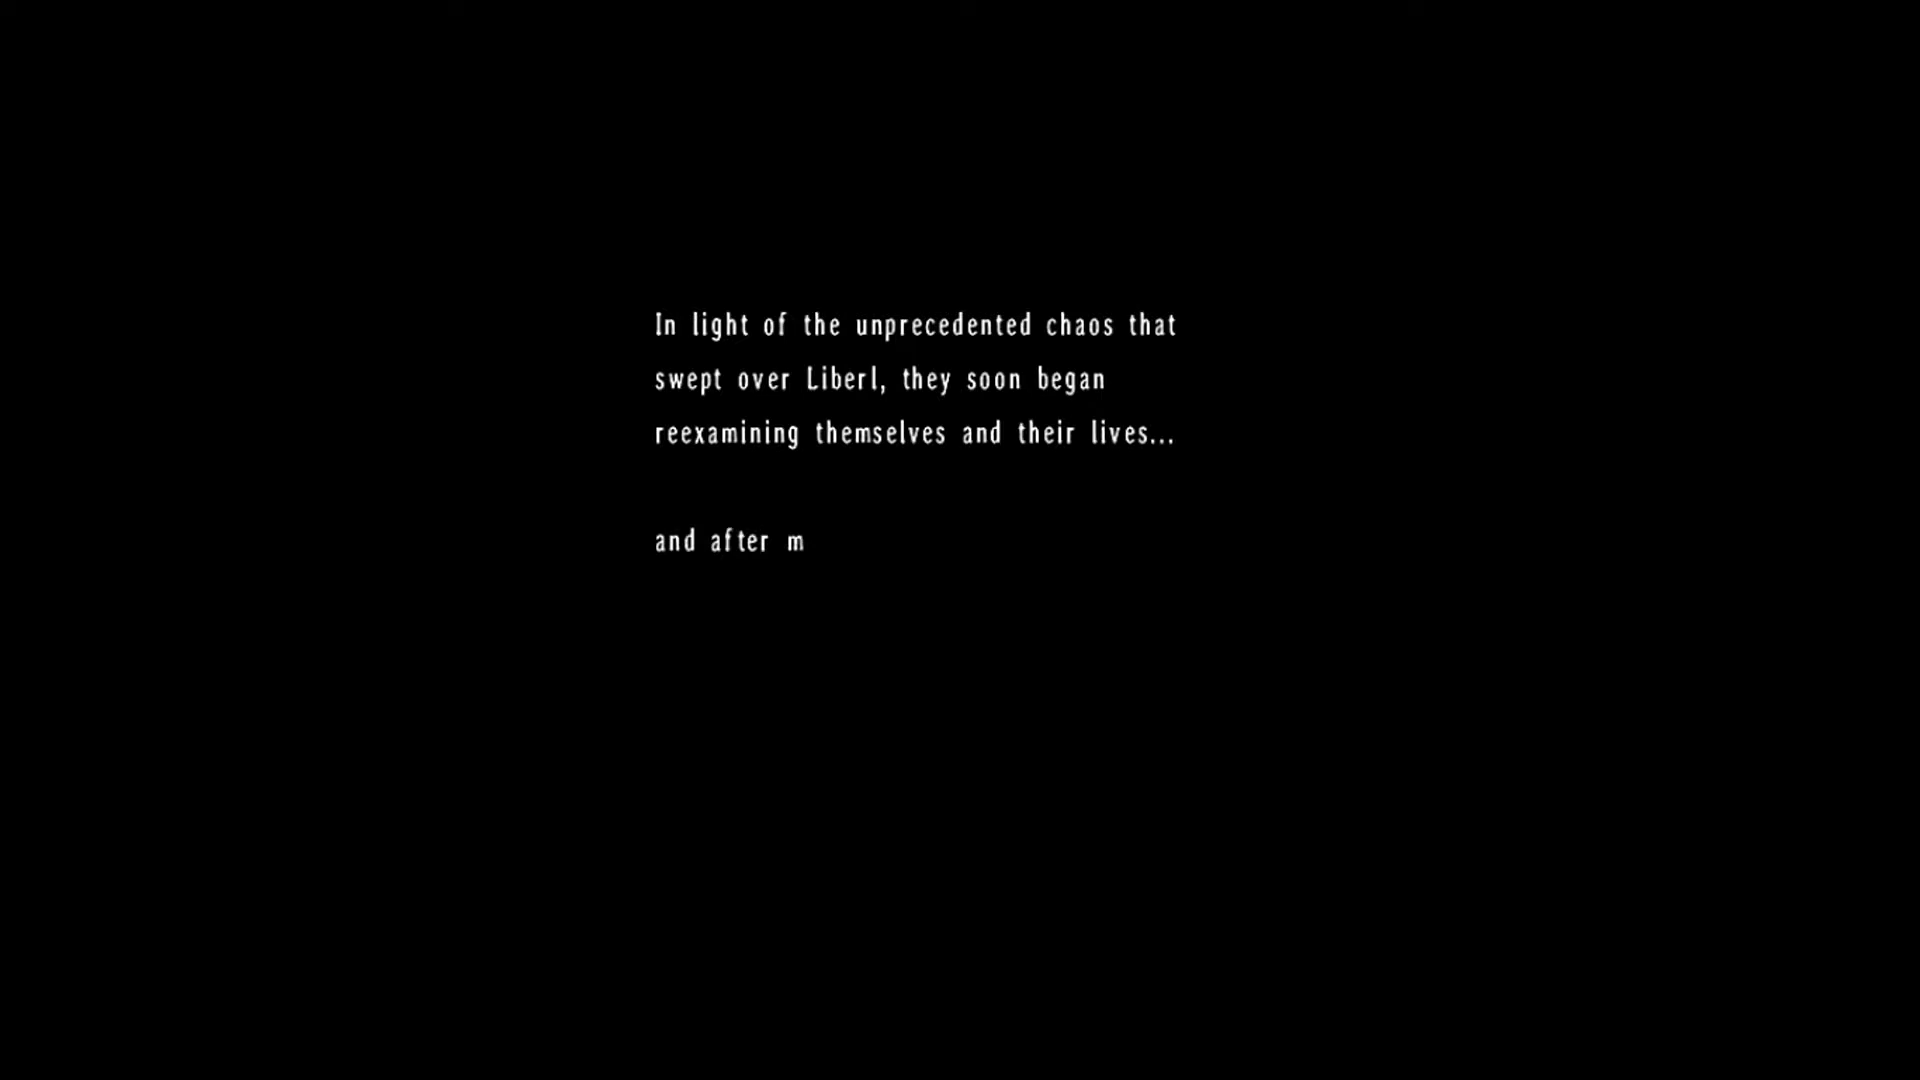 In light of the unprecedented chaos that
swept over Liberl, they soon began
reexamining themselves and their lives...
and after m